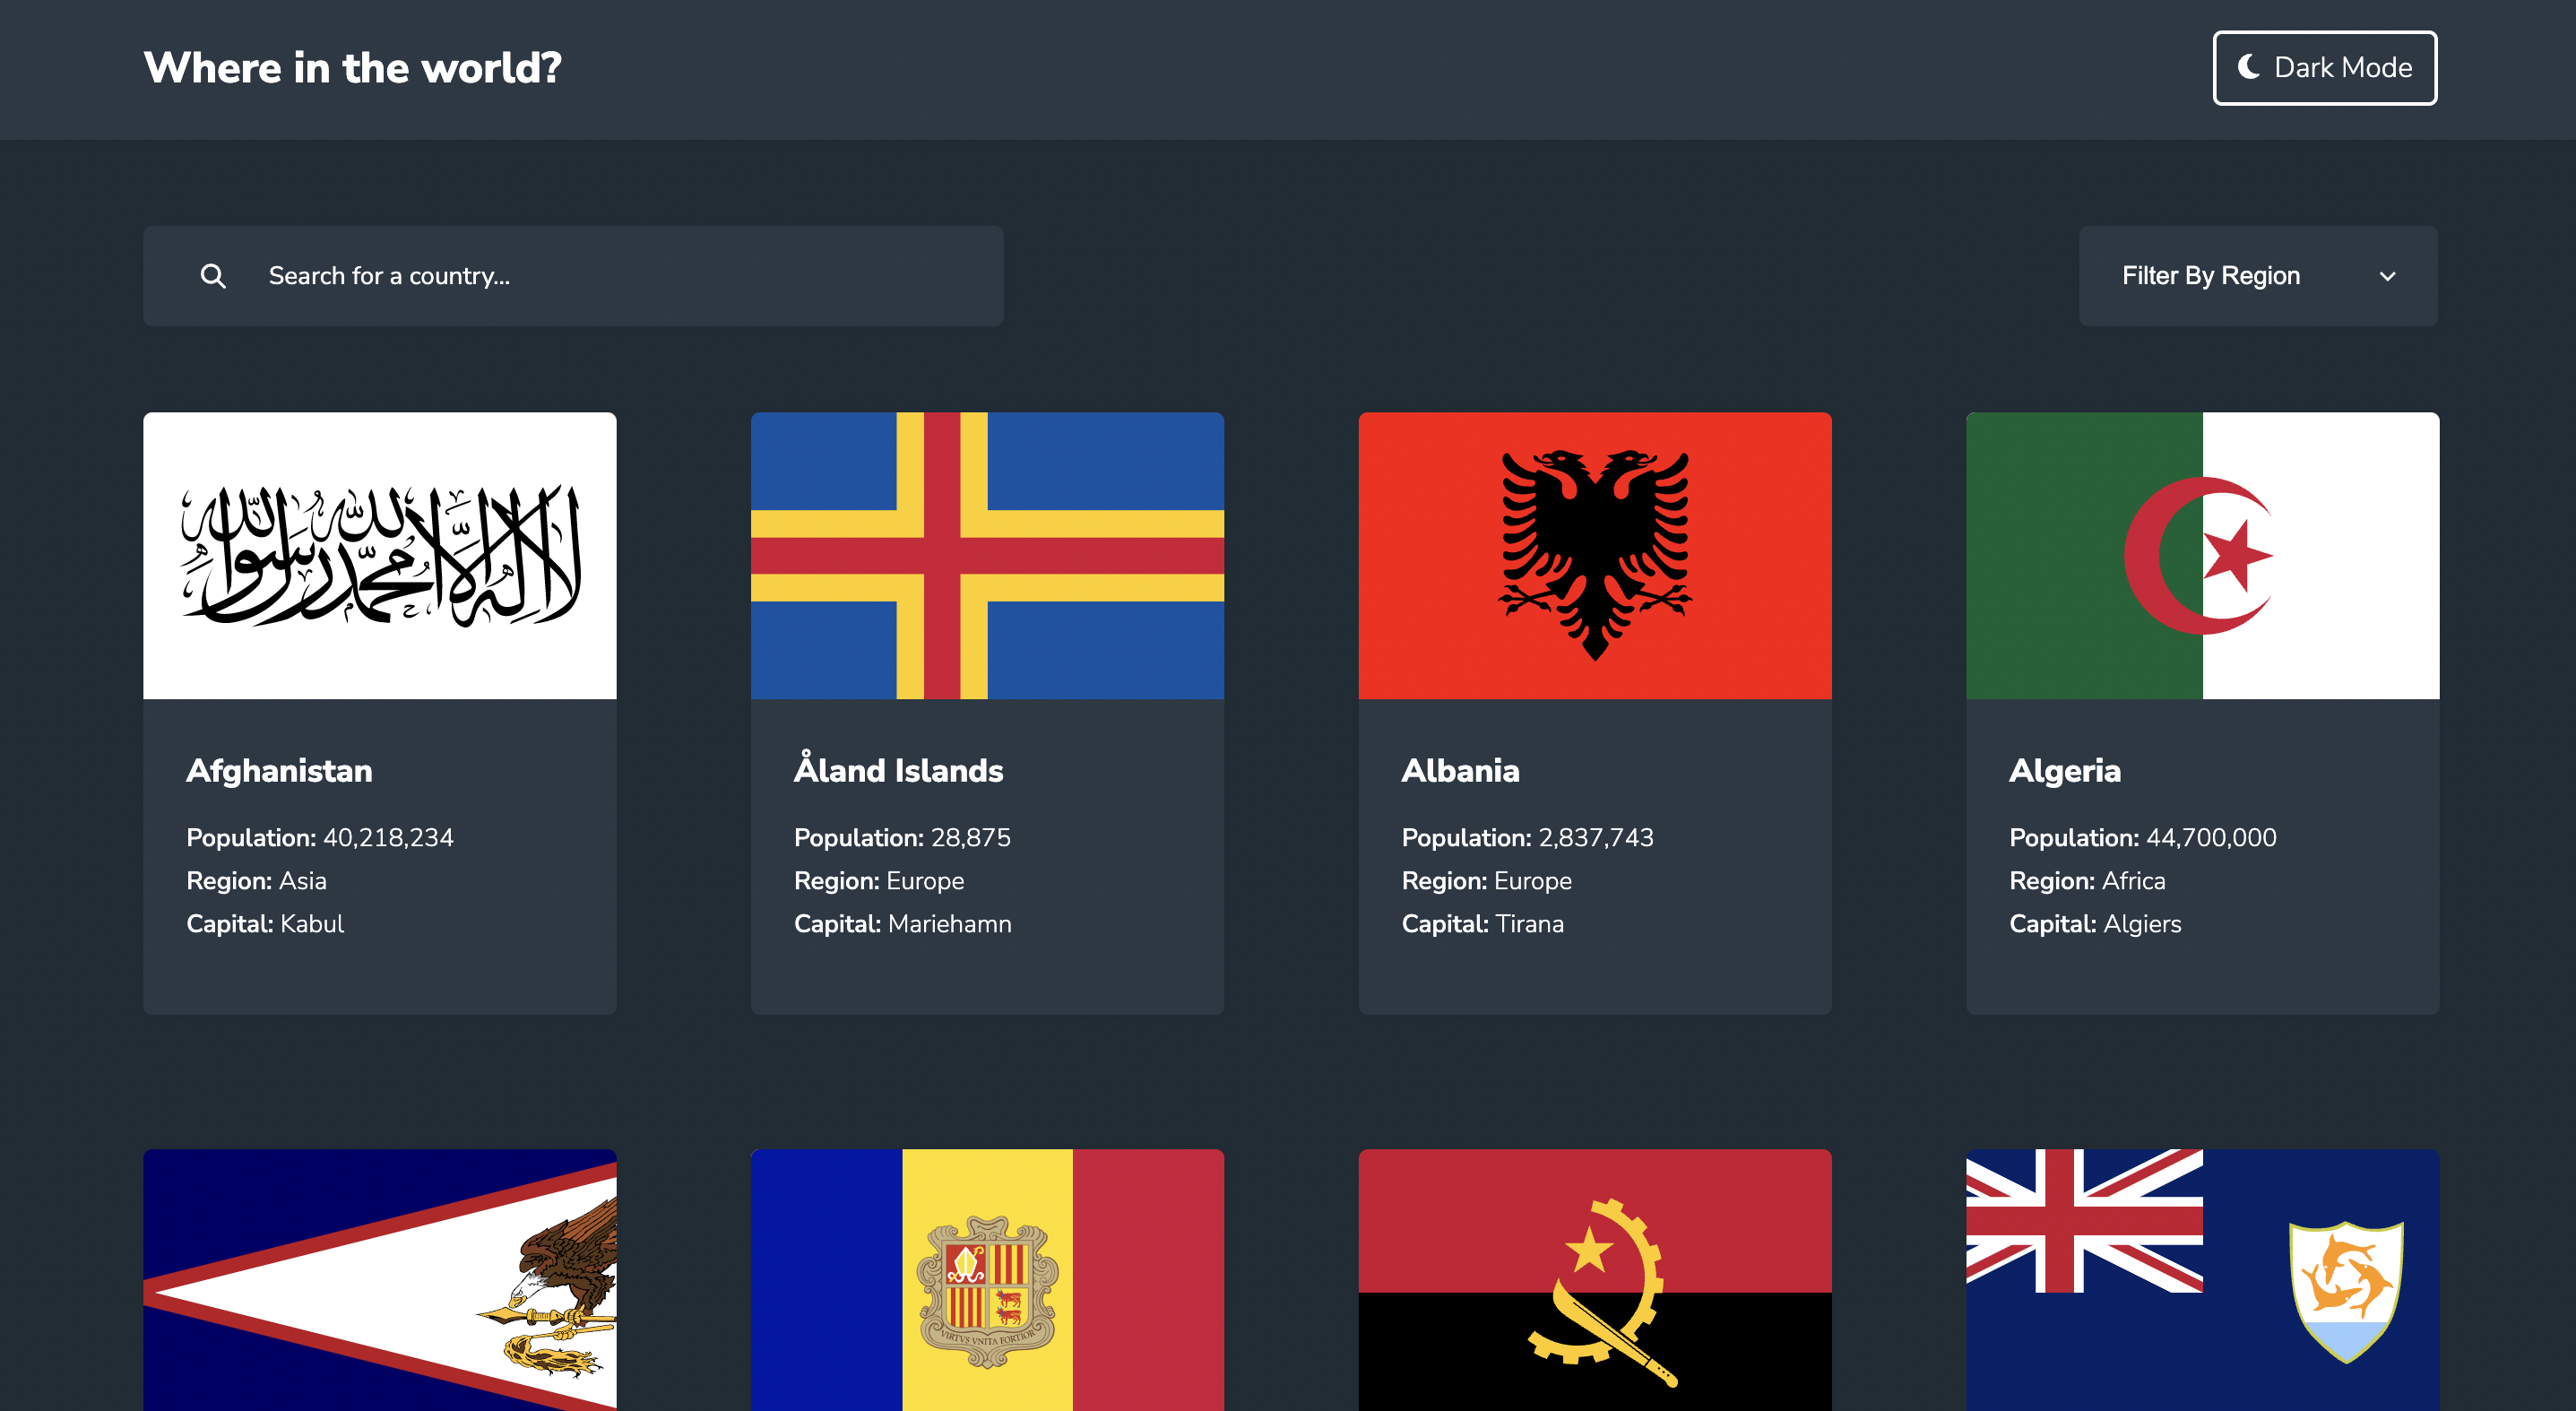 Where in the world?
Dark Mode
Search for a country...
Filter By Region
لا إله إلا الله محمد رسول الله
Afghanistan
Population: 40,218,234
Region: Asia
Capital: Kabul
Åland Islands
Population: 28,875
Region: Europe
Capital: Mariehamn
Albania
Population: 2,837,743
Region: Europe
Capital: Tirana
Algeria
Population: 44,700,000
Region: Africa
Capital: Algiers
VIRTVS VNITA FORTIOR